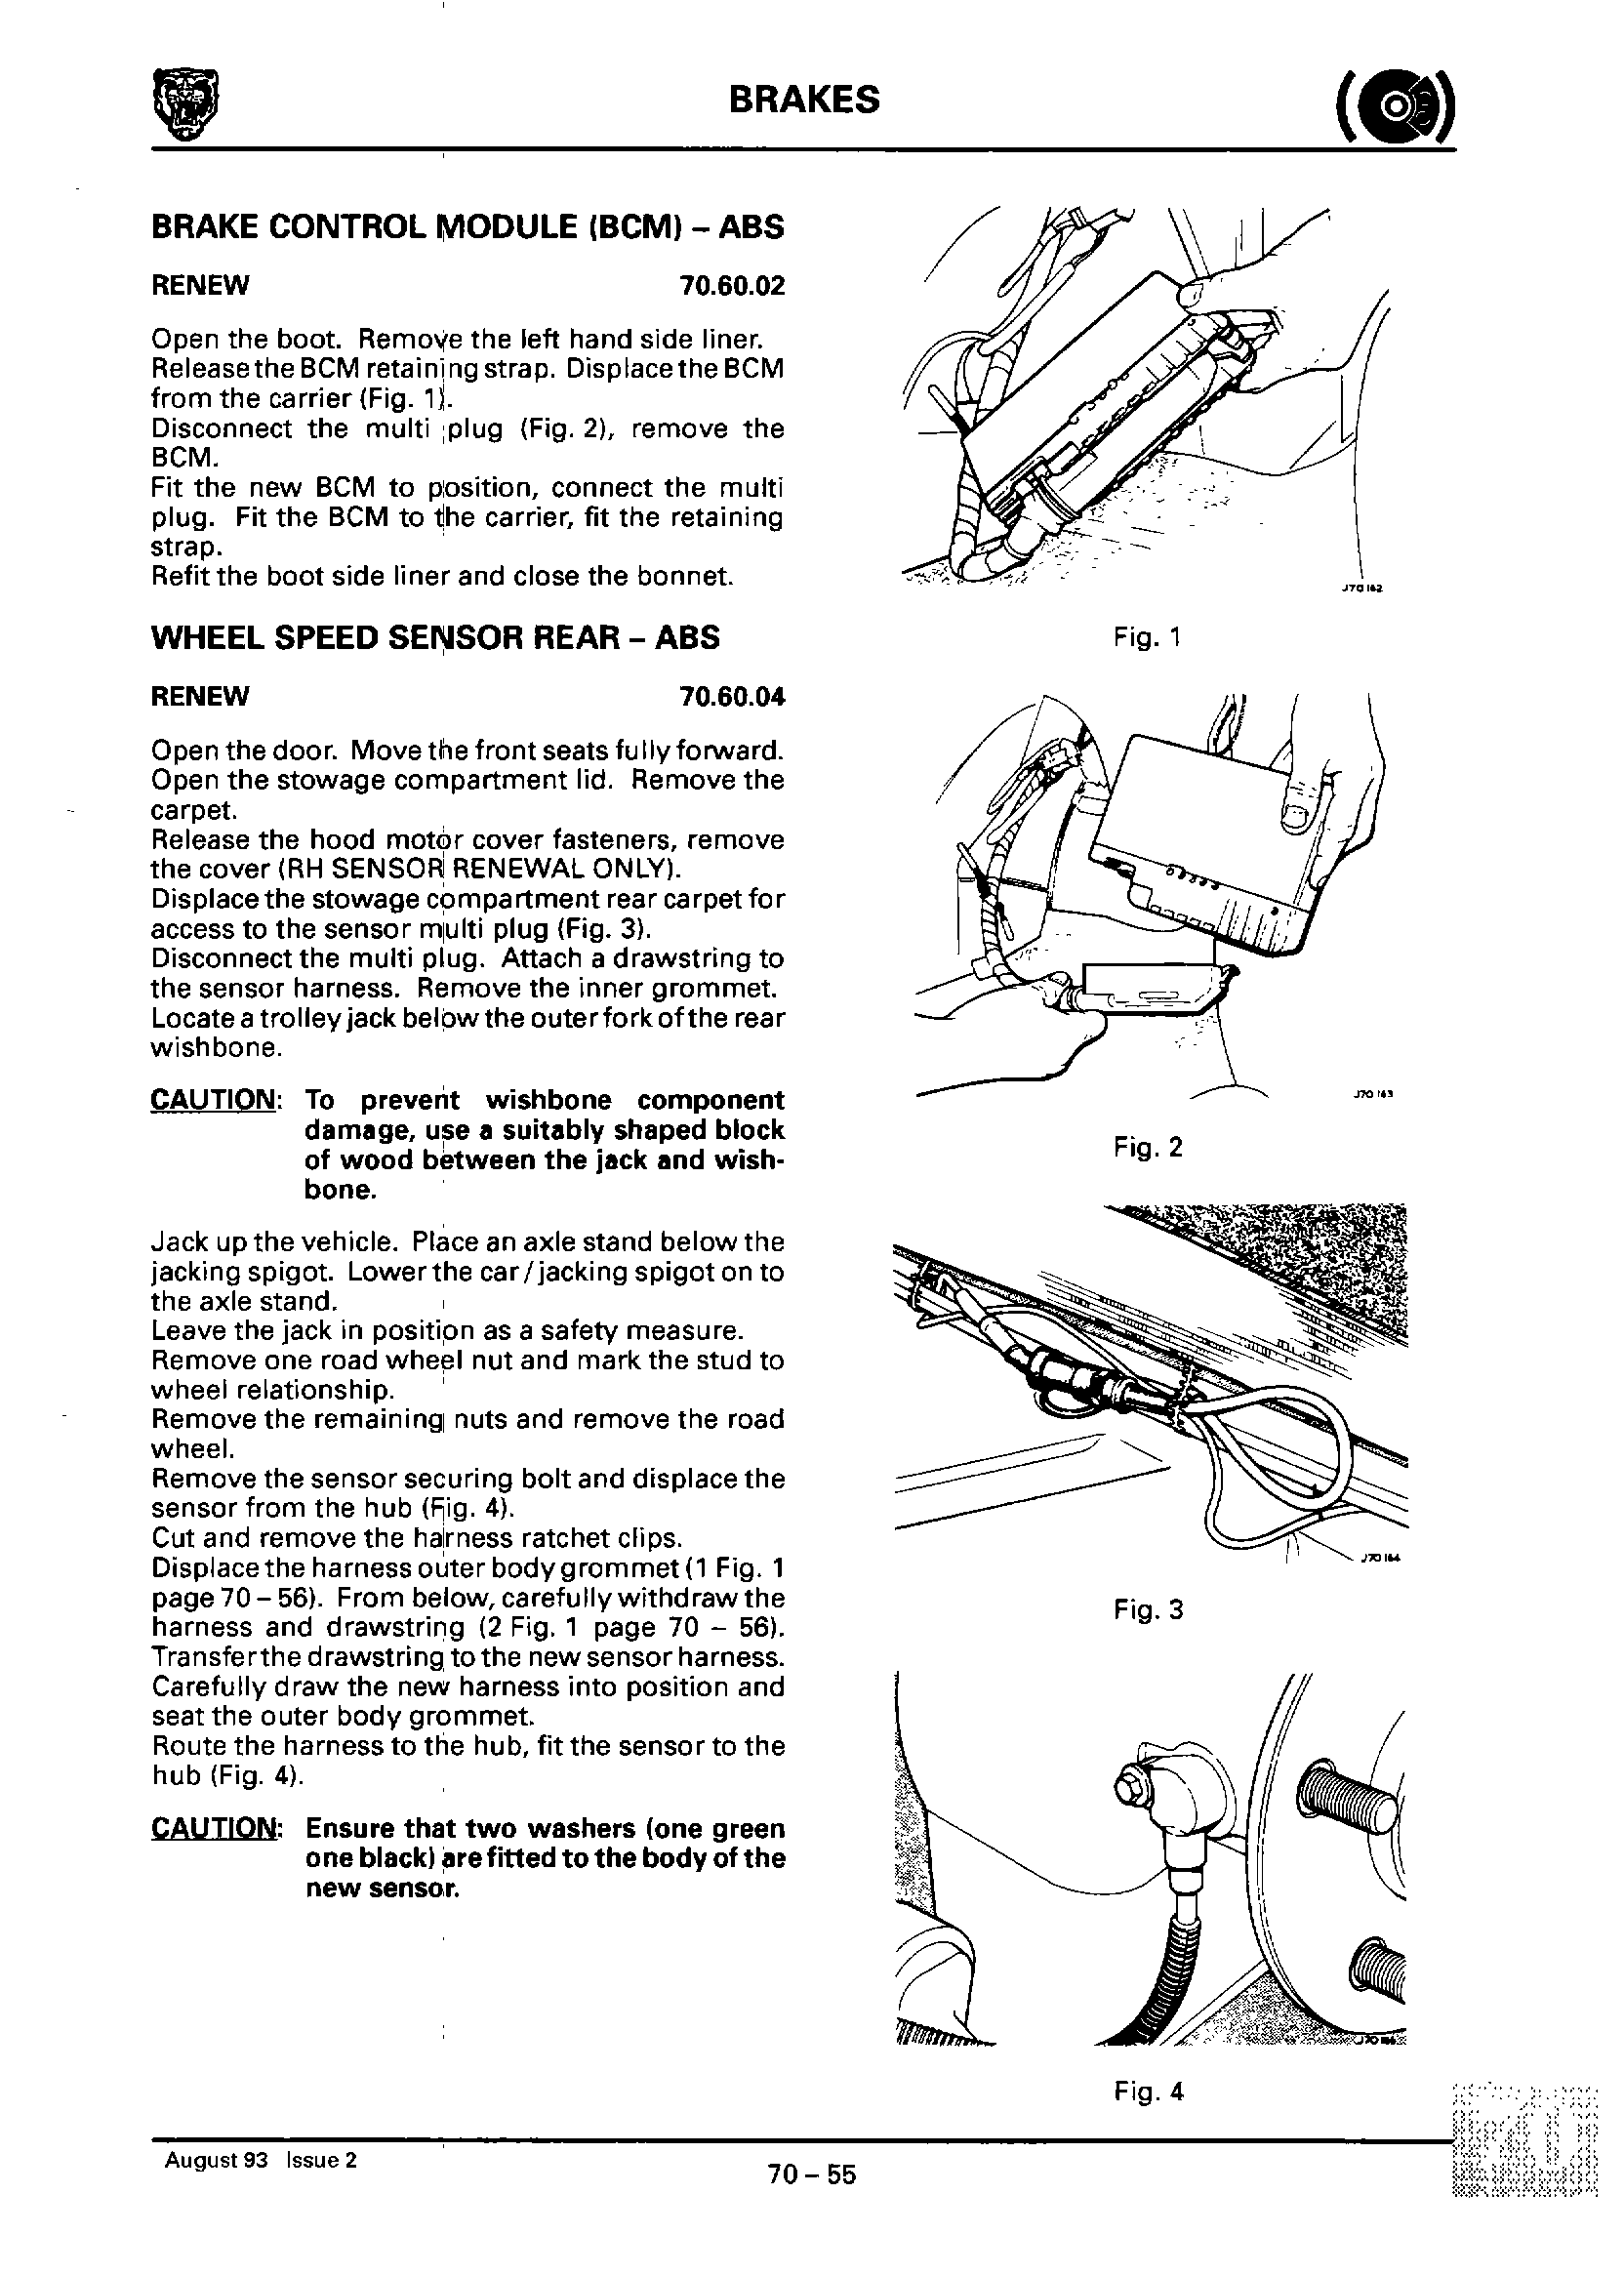 BRAKES
BRAKE CONTROL MODULE (BCM) – ABS
RENEW 70.60.02
Open the boot. Remove the left hand side liner.
Release the BCM retaining strap. Displace the BCM
from the carrier (Fig. 1).
Disconnect the multi plug (Fig. 2), remove the
BCM.
Fit the new BCM to position, connect the multi
plug. Fit the BCM to the carrier, fit the retaining
strap.
Refit the boot side liner and close the bonnet.
WHEEL SPEED SENSOR REAR – ABS
RENEW 70.60.04
Open the door. Move the front seats fully forward.
Open the stowage compartment lid. Remove the
carpet.
Release the hood motor cover fasteners, remove
the cover (RH SENSOR RENEWAL ONLY).
Displace the stowage compartment rear carpet for
access to the sensor multi plug (Fig. 3).
Disconnect the multi plug. Attach a drawstring to
the sensor harness. Remove the inner grommet.
Locate a trolley jack below the outer fork of the rear
wishbone.
CAUTION: To prevent wishbone component
damage, use a suitably shaped block
of wood between the jack and wish-
bone.
Jack up the vehicle. Place an axle stand below the
jacking spigot. Lower the car / jacking spigot on to
the axle stand.
Leave the jack in position as a safety measure.
Remove one road wheel nut and mark the stud to
wheel relationship.
Remove the remaining nuts and remove the road
wheel.
Remove the sensor securing bolt and displace the
sensor from the hub (Fig. 4).
Cut and remove the harness ratchet clips.
Displace the harness outer body grommet (1 Fig. 1
page 70 – 56). From below, carefully withdraw the
harness and drawstring (2 Fig. 1 page 70 – 56).
Transfer the drawstring to the new sensor harness.
Carefully draw the new harness into position and
seat the outer body grommet.
Route the harness to the hub, fit the sensor to the
hub (Fig. 4).
CAUTION: Ensure that two washers (one green
one black) are fitted to the body of the
new sensor.
J70 162
Fig. 1
J70 163
Fig. 2
J70 164
Fig. 3
Fig. 4
August 93 Issue 2
70 – 55